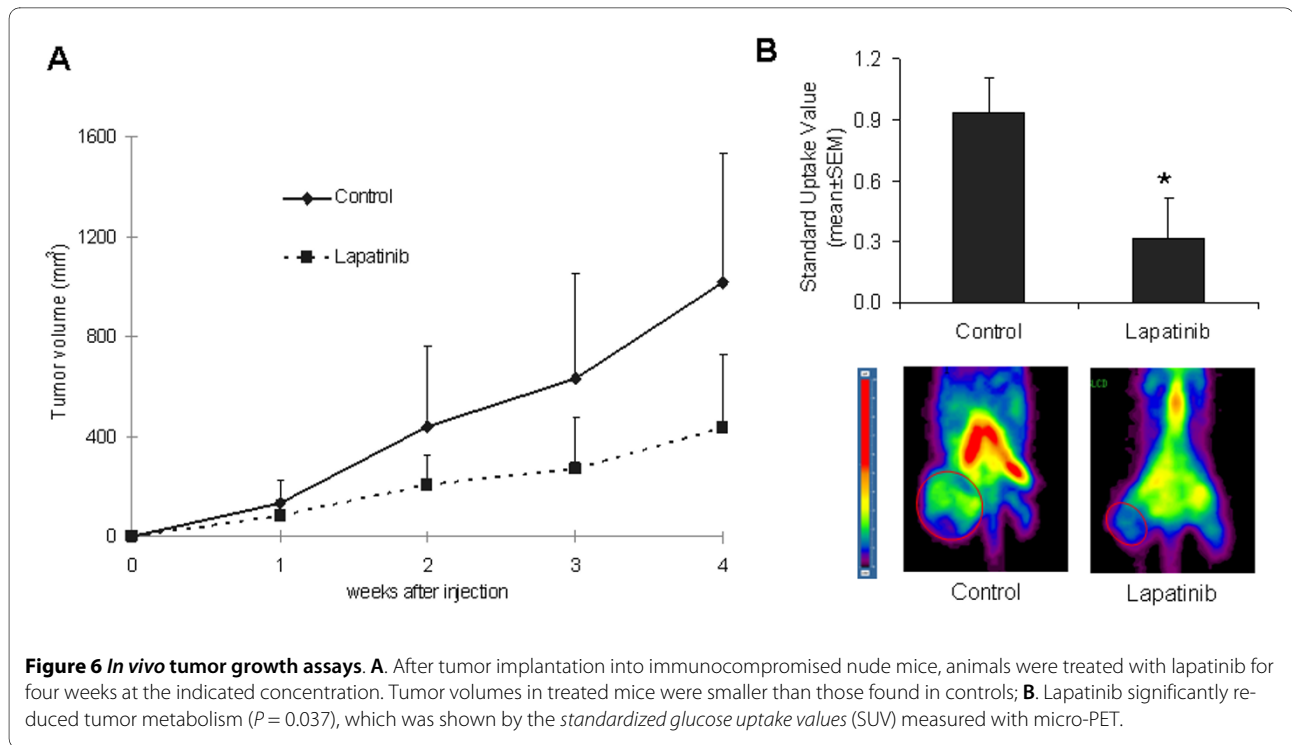 A
1600
1200
800
400
0
Tumor volume (mm³)
Control
Lapatinib
0 1 2 3 4
weeks after injection
B
1.2
0.9
0.6
0.3
0.0
Standard Uptake Value
(mean±SEM)
*
Control Lapatinib
LCD
Control Lapatinib
Figure 6 In vivo tumor growth assays. A. After tumor implantation into immunocompromised nude mice, animals were treated with lapatinib for
four weeks at the indicated concentration. Tumor volumes in treated mice were smaller than those found in controls; B. Lapatinib significantly re-
duced tumor metabolism (P = 0.037), which was shown by the standardized glucose uptake values (SUV) measured with micro-PET.